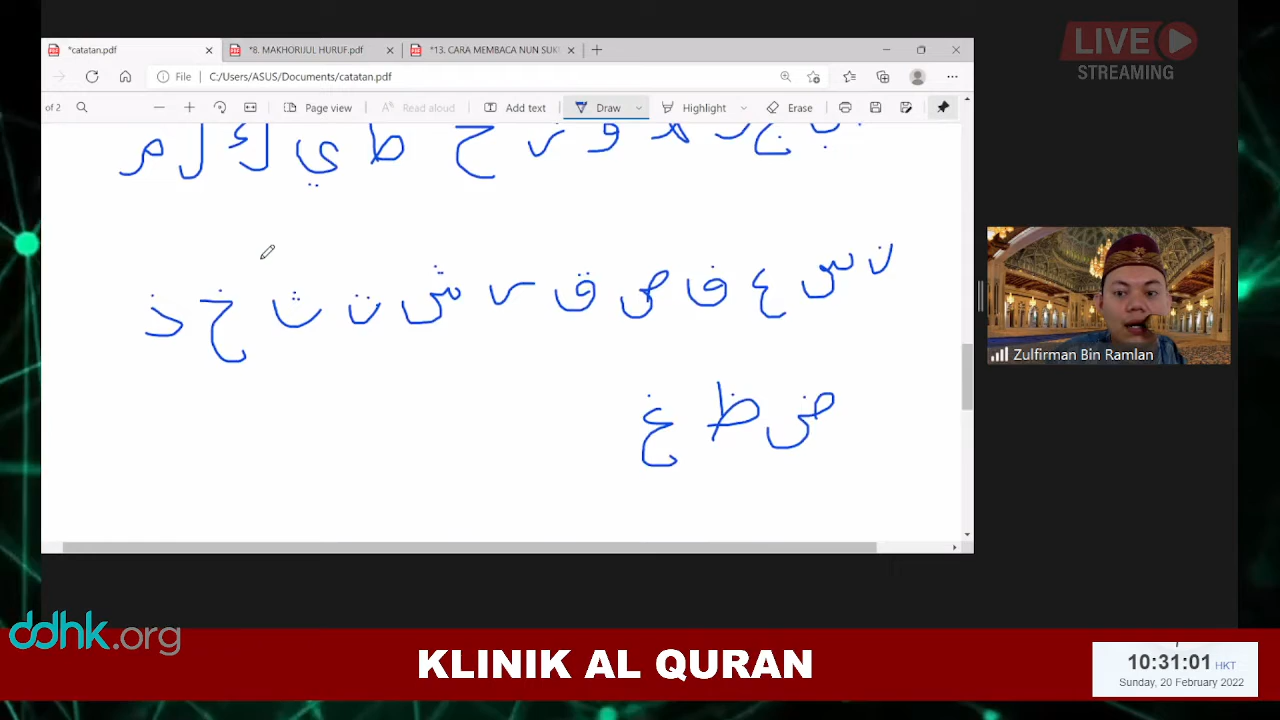 LIVE
STREAMING
*catatan.pdf
*8. MAKHORIJUL HURUF.pdf
*13. CARA MEMBACA NUN SUK
File
C:/Users/ASUS/Documents/catatan.pdf
of 2
Page view
Read aloud
Add text
Draw
Highlight
Erase
ه و ز ح ط ي ك ل م
ن س ع ف ص ق ر ش ت ث خ ذ
ض ظ غ
Zulfirman Bin Ramlan
ddhk.org
KLINIK AL QURAN
10:31:01 HKT
Sunday, 20 February 2022